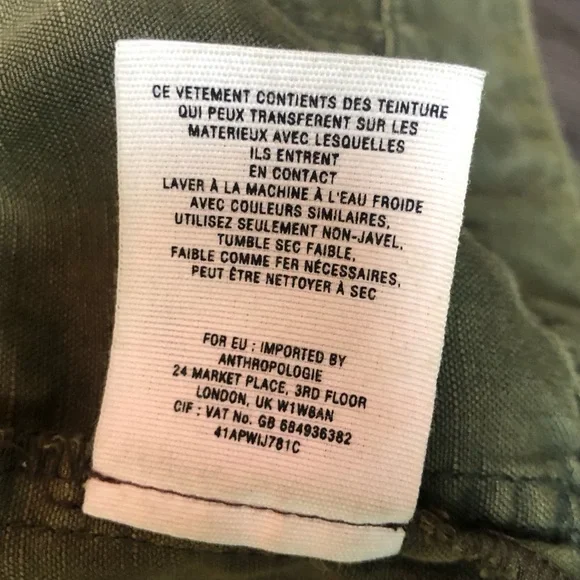 CE VETEMENT CONTIENTS DES TEINTURE
QUI PEUX TRANSFERENT SUR LES
MATERIEUX AVEC LESQUELLES
ILS ENTRENT
EN CONTACT
LAVER À LA MACHINE À L'EAU FROIDE
AVEC COULEURS SIMILAIRES,
UTILISEZ SEULEMENT NON-JAVEL,
TUMBLE SEC FAIBLE,
FAIBLE COMME FER NÉCESSAIRES,
PEUT ÊTRE NETTOYER À SEC
FOR EU : IMPORTED BY
ANTHROPOLOGIE
24 MARKET PLACE, 3RD FLOOR
LONDON, UK W1W8AN
CIF : VAT No. GB 684936382
41APWIJ781C